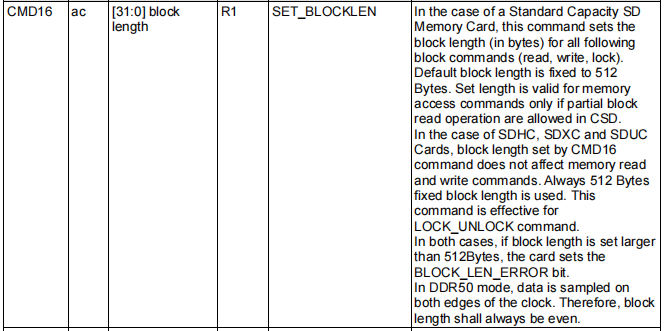 CMD16 ac [31:0] block R1 SET_BLOCKLEN In the case of a Standard Capacity SD
length Memory Card, this command sets the
block length (in bytes) for all following
block commands (read, write, lock).
Default block length is fixed to 512
Bytes. Set length is valid for memory
access commands only if partial block
read operation are allowed in CSD.
In the case of SDHC, SDXC and SDUC
Cards, block length set by CMD16
command does not affect memory read
and write commands. Always 512 Bytes
fixed block length is used. This
command is effective for
LOCK_UNLOCK command.
In both cases, if block length is set larger
than 512Bytes, the card sets the
BLOCK_LEN_ERROR bit.
In DDR50 mode, data is sampled on
both edges of the clock. Therefore, block
length shall always be even.